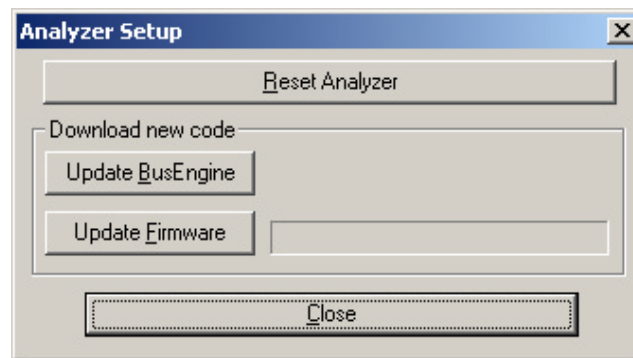 Analyzer Setup
Reset Analyzer
Download new code
Update BusEngine
Update Firmware
Close